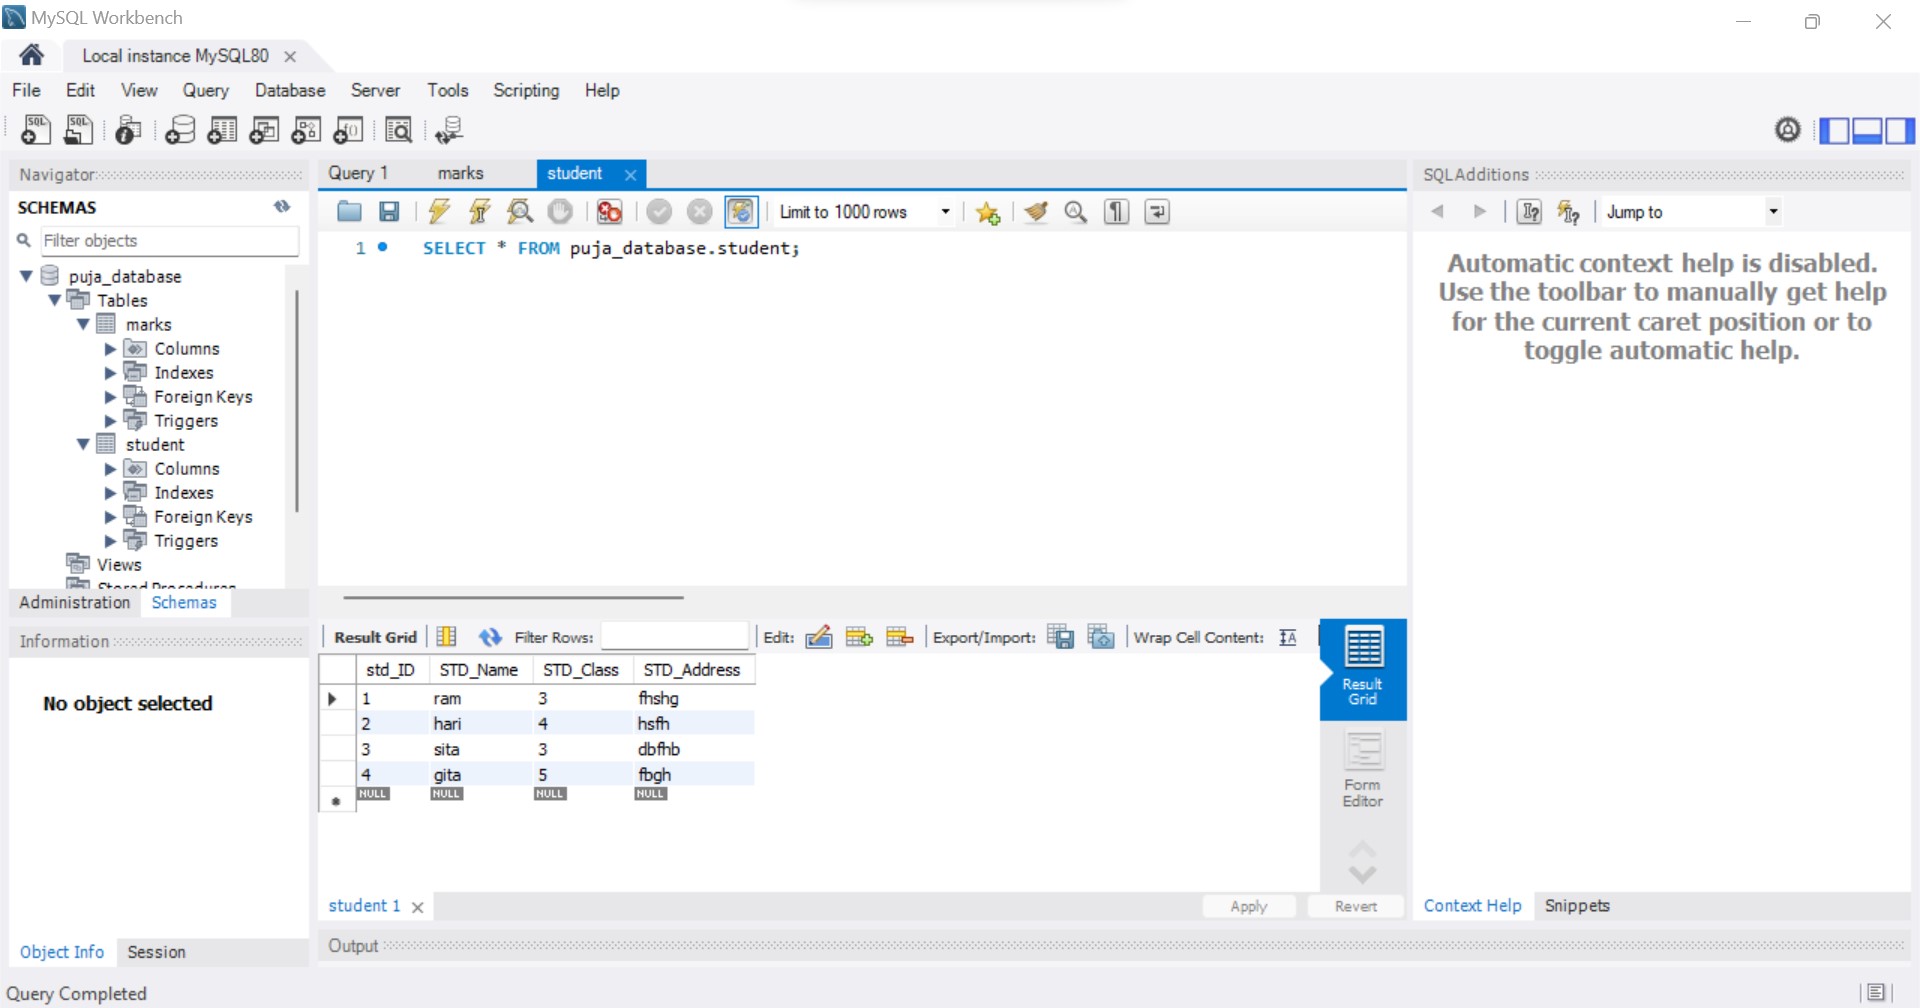 MySQL Workbench
Local instance MySQL80
File Edit View Query Database Server Tools Scripting Help
SQL SQL
Navigator
SCHEMAS
Filter objects
puja_database
Tables
marks
Columns
Indexes
Foreign Keys
Triggers
student
Columns
Indexes
Foreign Keys
Triggers
Views
Stored Procedures
Administration Schemas
Information
No object selected
Object Info Session
Query 1 marks student
Limit to 1000 rows
1 SELECT * FROM puja_database.student;
Result Grid Filter Rows: Edit: Export/Import: Wrap Cell Content:
std_ID STD_Name STD_Class STD_Address
1 ram 3 fhshg
2 hari 4 hsfh
3 sita 3 dbfhb
4 gita 5 fbgh
NULL NULL NULL NULL
Result
Grid
Form
Editor
student 1
Apply Revert
Output
SQLAdditions
Jump to
Automatic context help is disabled.
Use the toolbar to manually get help
for the current caret position or to
toggle automatic help.
Context Help Snippets
Query Completed